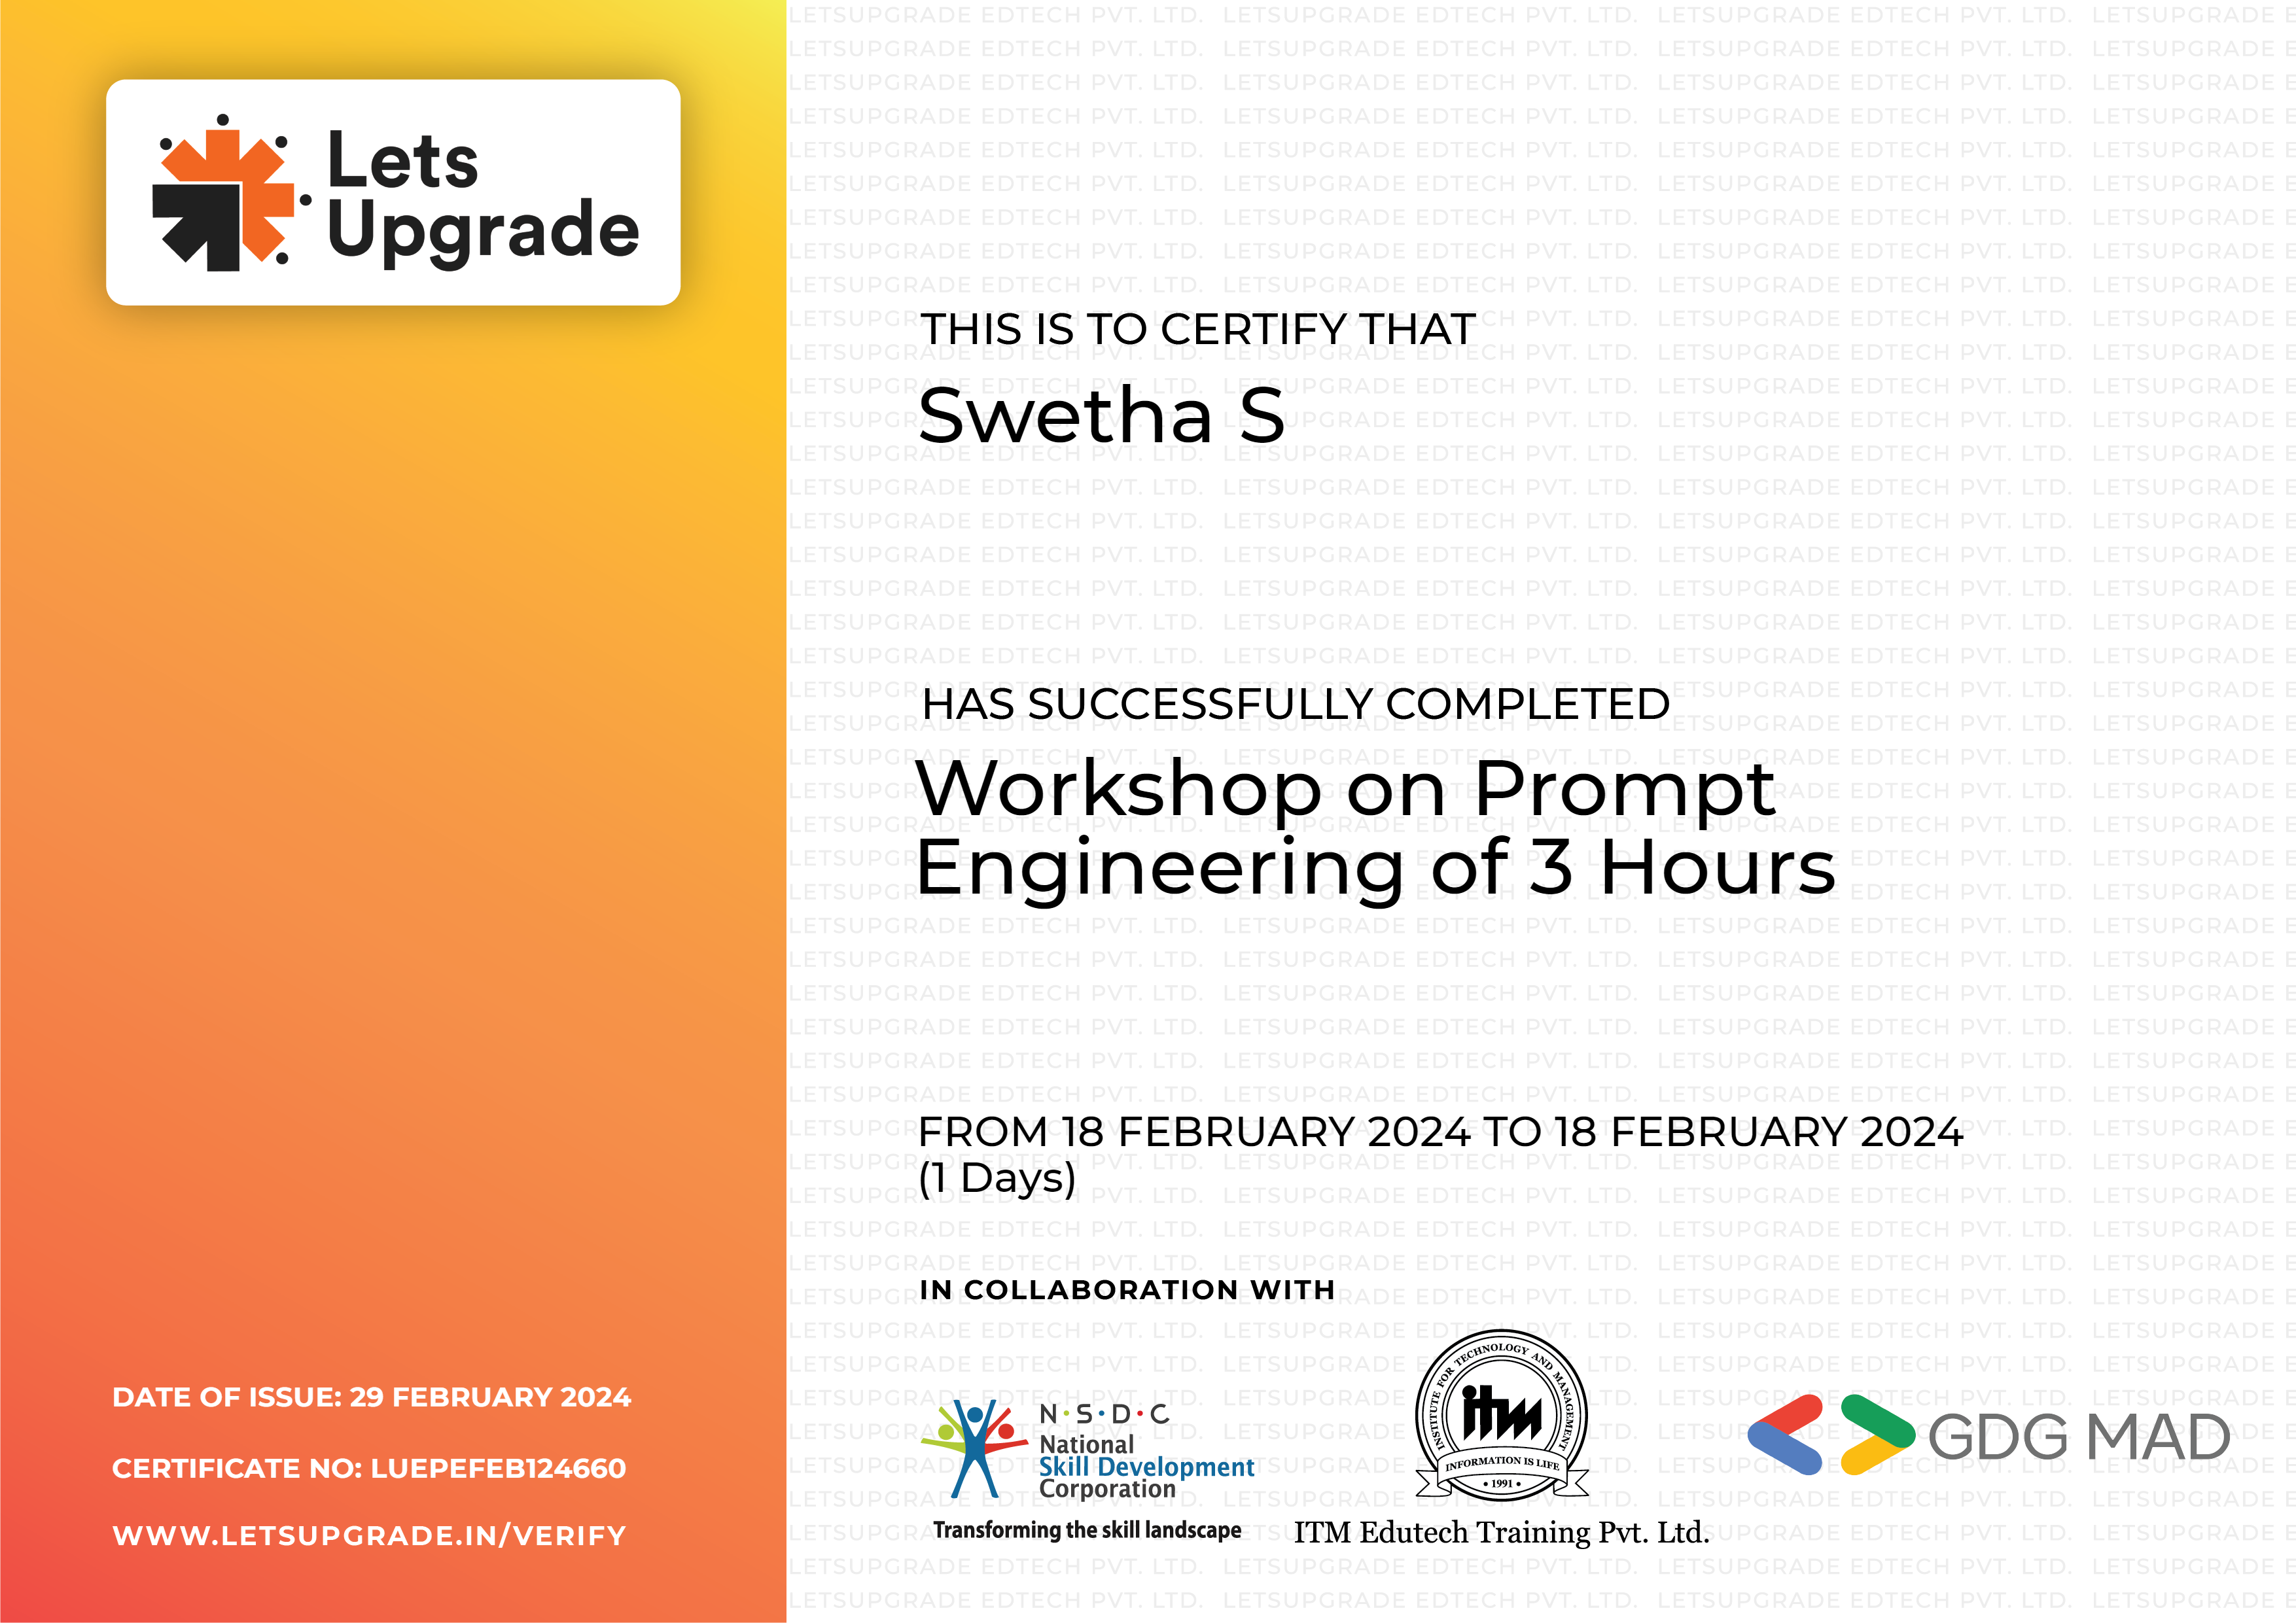 Lets
Upgrade
THIS IS TO CERTIFY THAT
Swetha S
HAS SUCCESSFULLY COMPLETED
Workshop on Prompt
Engineering of 3 Hours
FROM 18 FEBRUARY 2024 TO 18 FEBRUARY 2024
(1 Days)
IN COLLABORATION WITH
N·S·D·C
National
Skill Development
Corporation
Transforming the skill landscape
INSTITUTE FOR TECHNOLOGY AND MANAGEMENT
itm
INFORMATION IS LIFE
• 1991 •
ITM Edutech Training Pvt. Ltd.
GDG MAD
DATE OF ISSUE: 29 FEBRUARY 2024
CERTIFICATE NO: LUEPEFEB124660
WWW.LETSUPGRADE.IN/VERIFY
LETSUPGRADE EDTECH PVT. LTD.